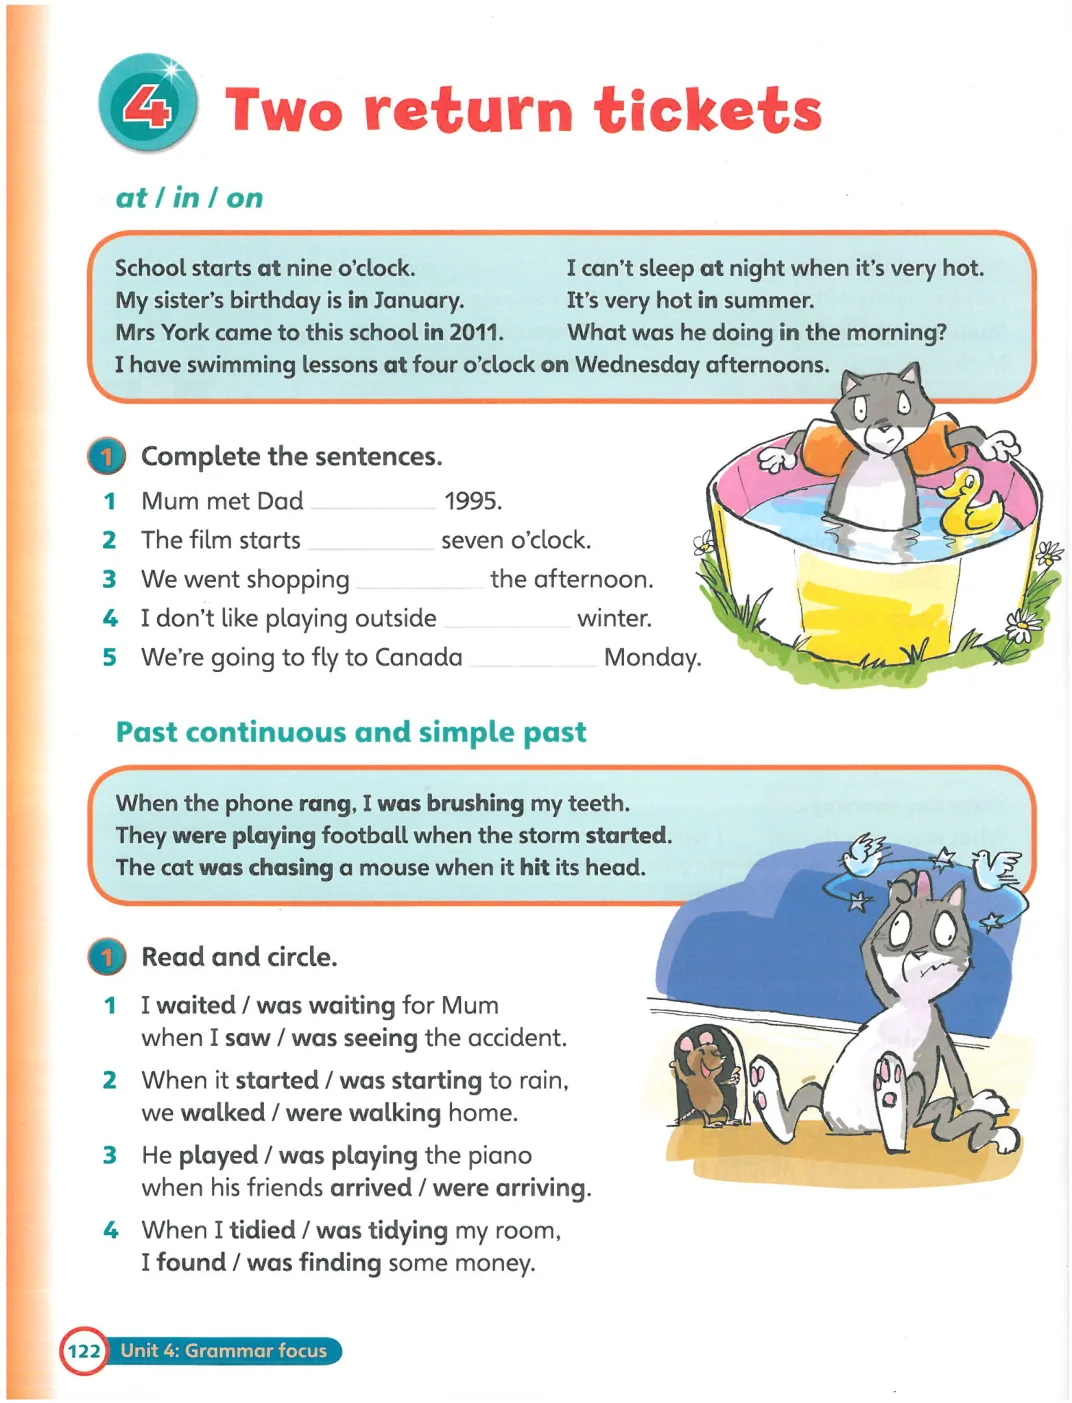 4 Two return tickets
at / in / on
School starts at nine o'clock.
I can't sleep at night when it's very hot.
My sister's birthday is in January.
It's very hot in summer.
Mrs York came to this school in 2011.
What was he doing in the morning?
I have swimming lessons at four o'clock on Wednesday afternoons.
1 Complete the sentences.
1 Mum met Dad ________ 1995.
2 The film starts ________ seven o'clock.
3 We went shopping ________ the afternoon.
4 I don't like playing outside ________ winter.
5 We're going to fly to Canada ________ Monday.
Past continuous and simple past
When the phone rang, I was brushing my teeth.
They were playing football when the storm started.
The cat was chasing a mouse when it hit its head.
1 Read and circle.
1 I waited / was waiting for Mum
when I saw / was seeing the accident.
2 When it started / was starting to rain,
we walked / were walking home.
3 He played / was playing the piano
when his friends arrived / were arriving.
4 When I tidied / was tidying my room,
I found / was finding some money.
122 Unit 4: Grammar focus